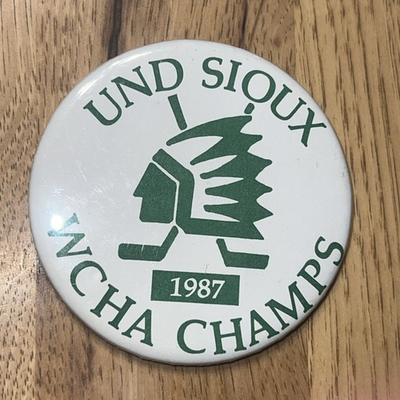 UND SIOUX
1987
WCHA CHAMPS